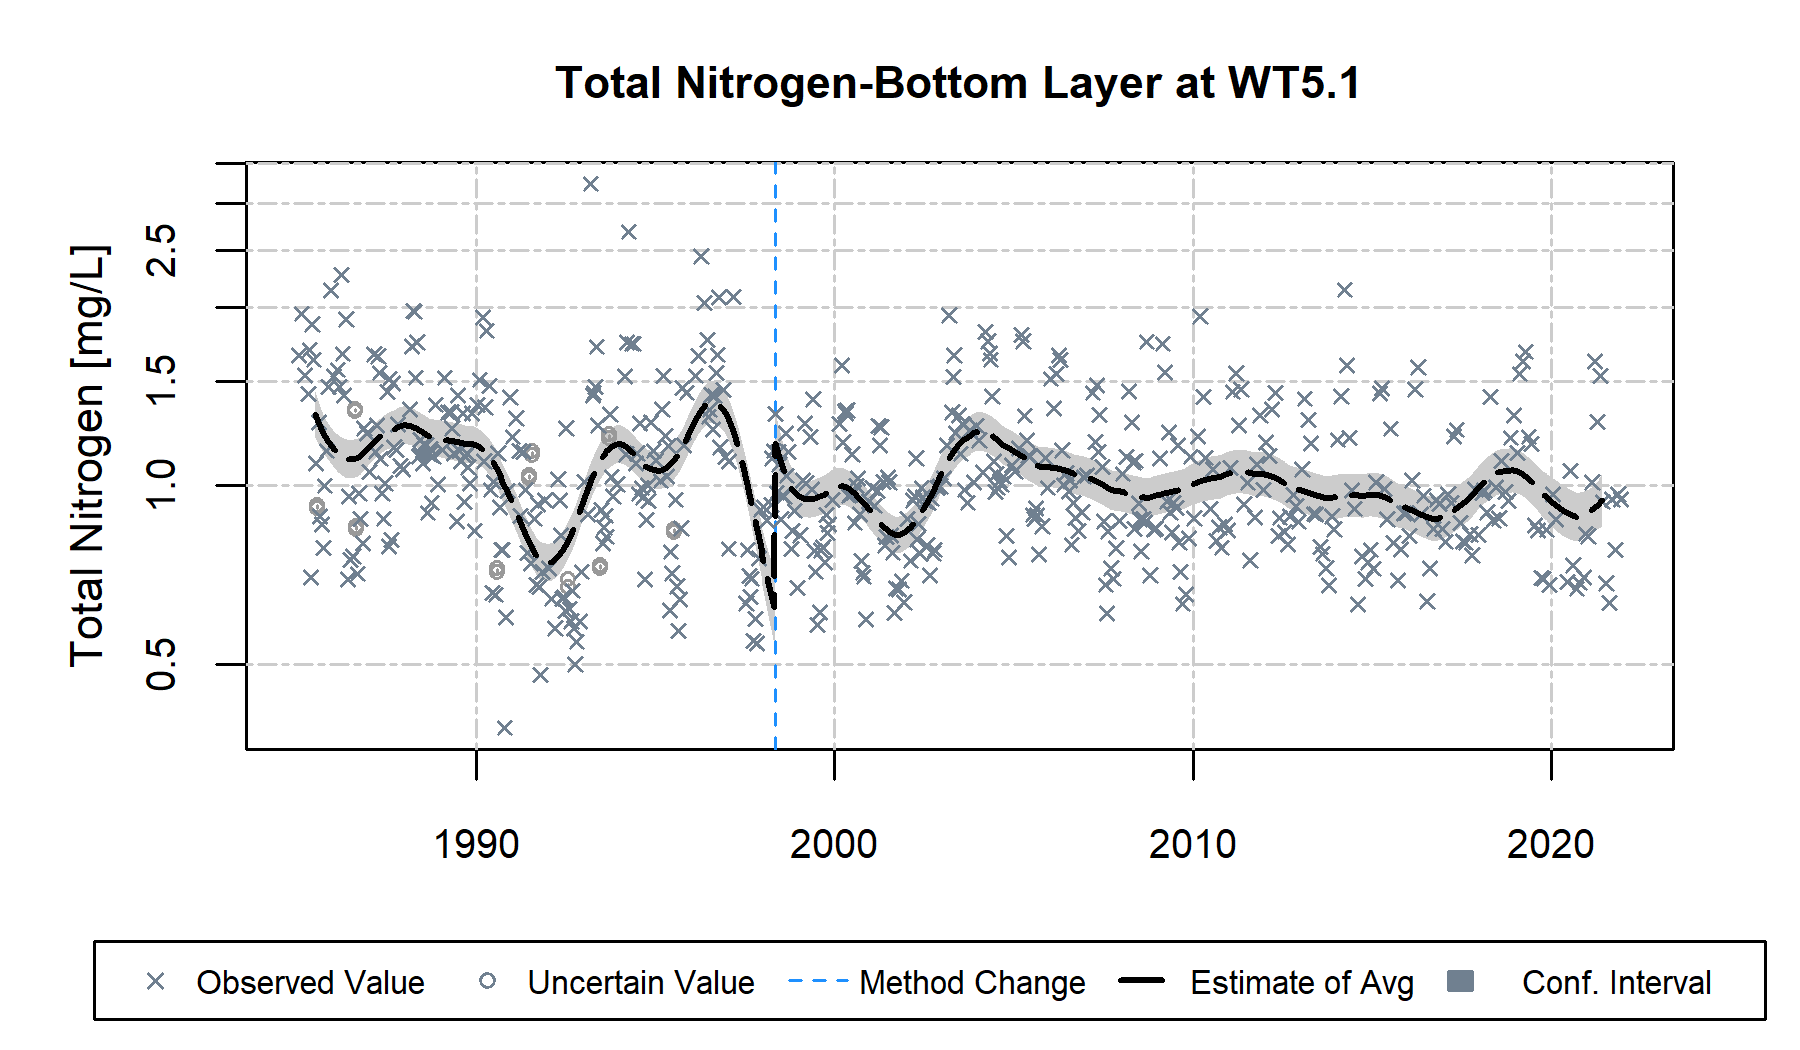 Total Nitrogen-Bottom Layer at WT5.1
Total Nitrogen [mg/L]
2.5
1.5
1.0
0.5
1990 2000 2010 2020
Observed Value Uncertain Value Method Change Estimate of Avg Conf. Interval